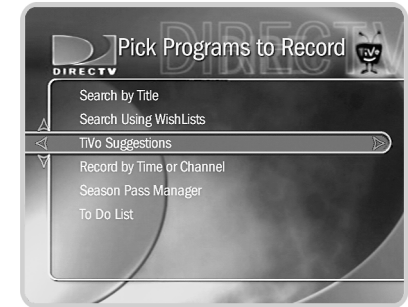 Pick Programs to Record
DIRECTV
TiVo
Search by Title
Search Using WishLists
TiVo Suggestions
Record by Time or Channel
Season Pass Manager
To Do List